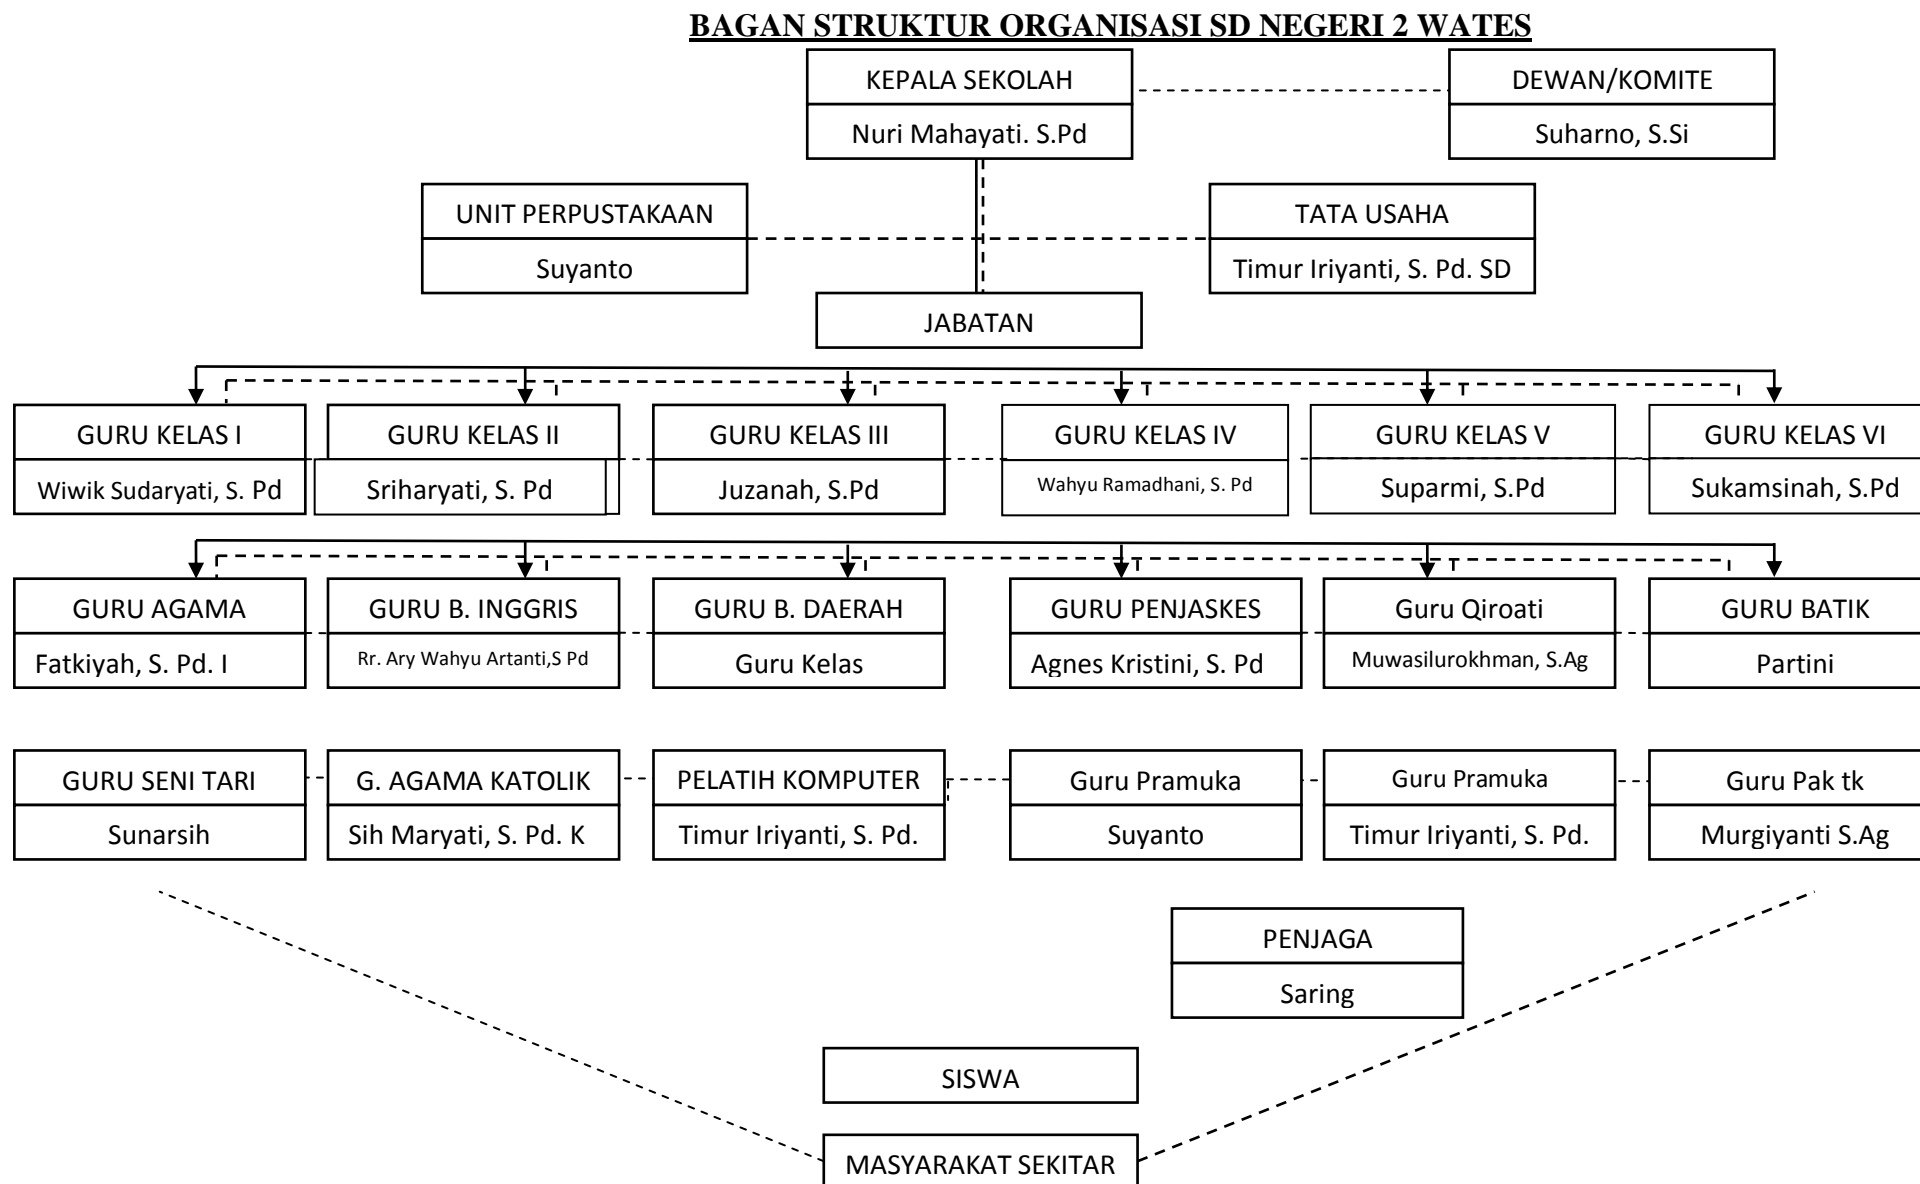 BAGAN STRUKTUR ORGANISASI SD NEGERI 2 WATES
KEPALA SEKOLAH
Nuri Mahayati. S.Pd
DEWAN/KOMITE
Suharno, S.Si
UNIT PERPUSTAKAAN
Suyanto
TATA USAHA
Timur Iriyanti, S. Pd. SD
JABATAN
GURU KELAS I
Wiwik Sudaryati, S. Pd
GURU KELAS II
Sriharyati, S. Pd
GURU KELAS III
Juzanah, S.Pd
GURU KELAS IV
Wahyu Ramadhani, S. Pd
GURU KELAS V
Suparmi, S.Pd
GURU KELAS VI
Sukamsinah, S.Pd
GURU AGAMA
Fatkiyah, S. Pd. I
GURU B. INGGRIS
Rr. Ary Wahyu Artanti,S Pd
GURU B. DAERAH
Guru Kelas
GURU PENJASKES
Agnes Kristini, S. Pd
Guru Qiroati
Muwasilurokhman, S.Ag
GURU BATIK
Partini
GURU SENI TARI
Sunarsih
G. AGAMA KATOLIK
Sih Maryati, S. Pd. K
PELATIH KOMPUTER
Timur Iriyanti, S. Pd.
Guru Pramuka
Suyanto
Guru Pramuka
Timur Iriyanti, S. Pd.
Guru Pak tk
Murgiyanti S.Ag
PENJAGA
Saring
SISWA
MASYARAKAT SEKITAR